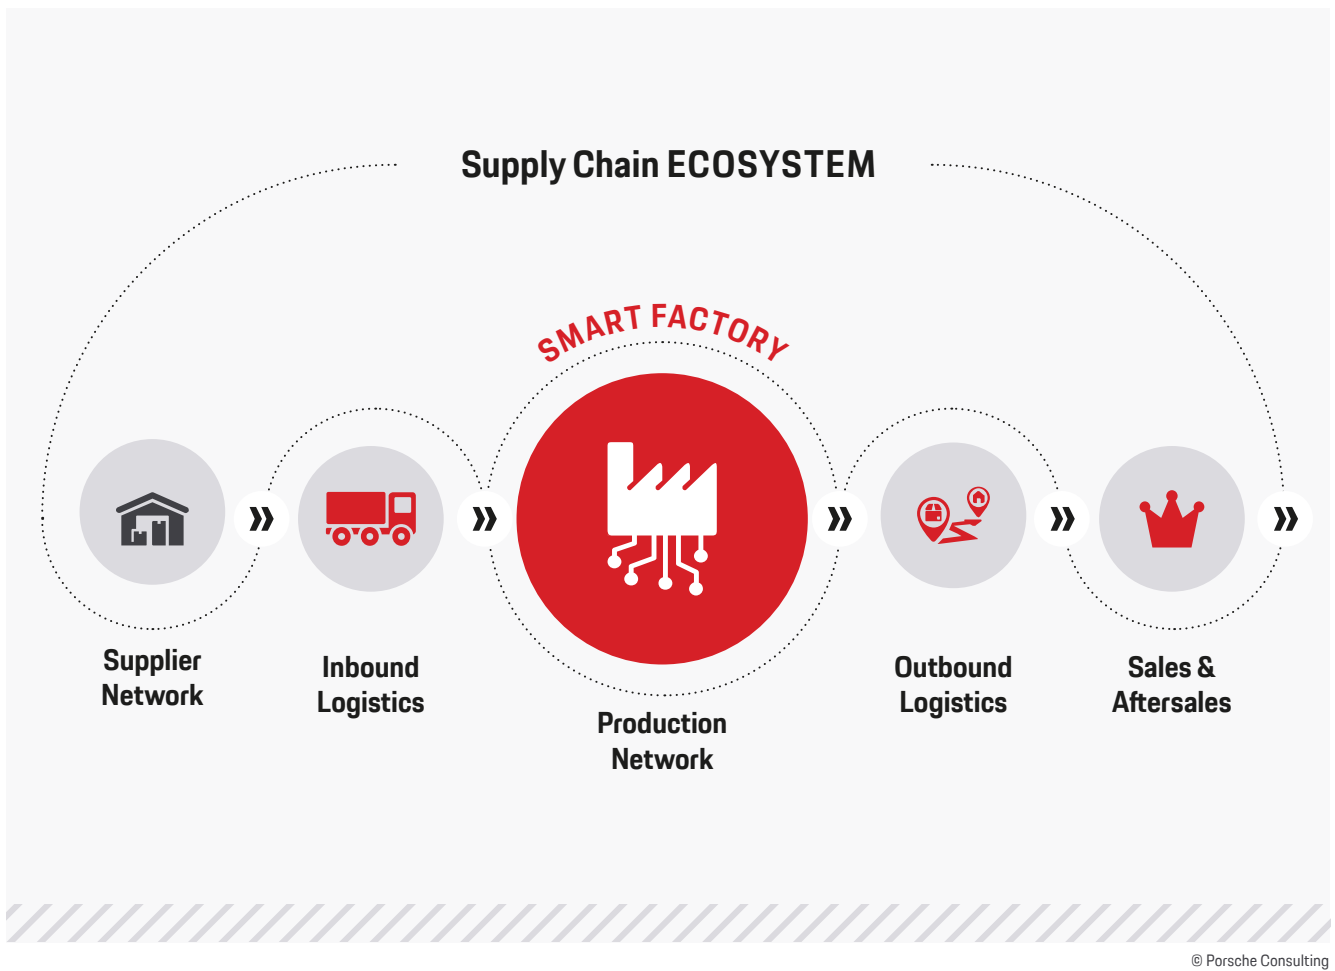 Supply Chain ECOSYSTEM
SMART FACTORY
Supplier
Network
Inbound
Logistics
Production
Network
Outbound
Logistics
Sales &
Aftersales
© Porsche Consulting